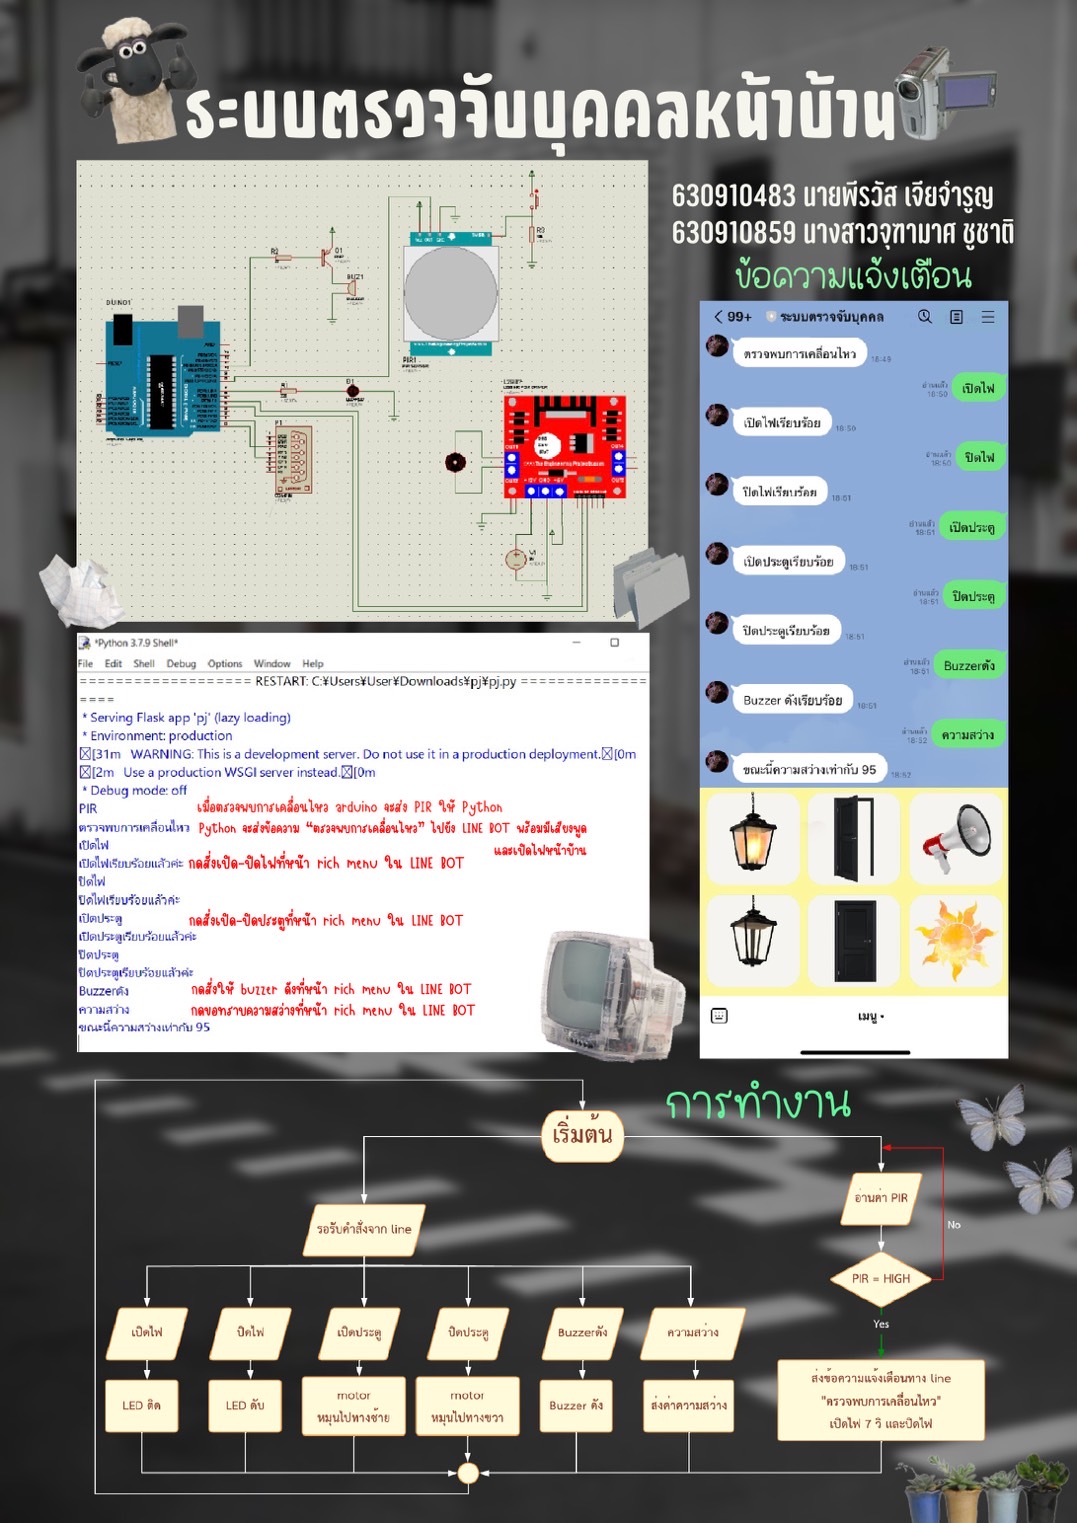 ระบบตรวจจับบุคคลหน้าบ้าน
630910483 นายพีรวัส เจียจำรูญ
630910859 นางสาวจุฑามาศ ชูชาติ
ข้อความแจ้งเตือน
R2
Q1
BUZ1
R3
PIR1
R1
D1
P1
< 99+ ระบบตรวจจับบุคคล
ตรวจพบการเคลื่อนไหว 18:49
อ่านแล้ว
18:50 เปิดไฟ
เปิดไฟเรียบร้อย 18:50
อ่านแล้ว
18:50 ปิดไฟ
ปิดไฟเรียบร้อย 18:51
อ่านแล้ว
18:51 เปิดประตู
เปิดประตูเรียบร้อย 18:51
อ่านแล้ว
18:51 ปิดประตู
ปิดประตูเรียบร้อย 18:51
อ่านแล้ว
18:51 Buzzerดัง
Buzzer ดังเรียบร้อย 18:51
อ่านแล้ว
18:52 ความสว่าง
ขณะนี้ความสว่างเท่ากับ 95 18:52
เมนู
*Python 3.7.9 Shell*
File Edit Shell Debug Options Window Help
=================== RESTART: C:¥Users¥User¥Downloads¥pj¥pj.py ==============
====
* Serving Flask app 'pj' (lazy loading)
* Environment: production
[31m WARNING: This is a development server. Do not use it in a production deployment.[0m
[2m Use a production WSGI server instead.[0m
* Debug mode: off
PIR เมื่อตรวจพบการเคลื่อนไหว arduino จะส่ง PIR ให้ Python
ตรวจพบการเคลื่อนไหว Python จะส่งข้อความ “ตรวจพบการเคลื่อนไหว” ไปยัง LINE BOT พร้อมมีเสียงพูด
เปิดไฟ และเปิดไฟหน้าบ้าน
เปิดไฟเรียบร้อยแล้วค่ะ กดสั่งเปิด-ปิดไฟที่หน้า rich menu ใน LINE BOT
ปิดไฟ
ปิดไฟเรียบร้อยแล้วค่ะ
เปิดประตู กดสั่งเปิด-ปิดประตูที่หน้า rich menu ใน LINE BOT
เปิดประตูเรียบร้อยแล้วค่ะ
ปิดประตู
ปิดประตูเรียบร้อยแล้วค่ะ
Buzzerดัง กดสั่งให้ buzzer ดังที่หน้า rich menu ใน LINE BOT
ความสว่าง กดขอทราบความสว่างที่หน้า rich menu ใน LINE BOT
ขณะนี้ความสว่างเท่ากับ 95
การทำงาน
เริ่มต้น
อ่านค่า PIR
รอรับคำสั่งจาก line
No
PIR = HIGH
Yes
เปิดไฟ
ปิดไฟ
เปิดประตู
ปิดประตู
Buzzerดัง
ความสว่าง
LED ติด
LED ดับ
motor
หมุนไปทางซ้าย
motor
หมุนไปทางขวา
Buzzer ดัง
ส่งค่าความสว่าง
ส่งข้อความแจ้งเตือนทาง line
"ตรวจพบการเคลื่อนไหว"
เปิดไฟ 7 วิ และปิดไฟ